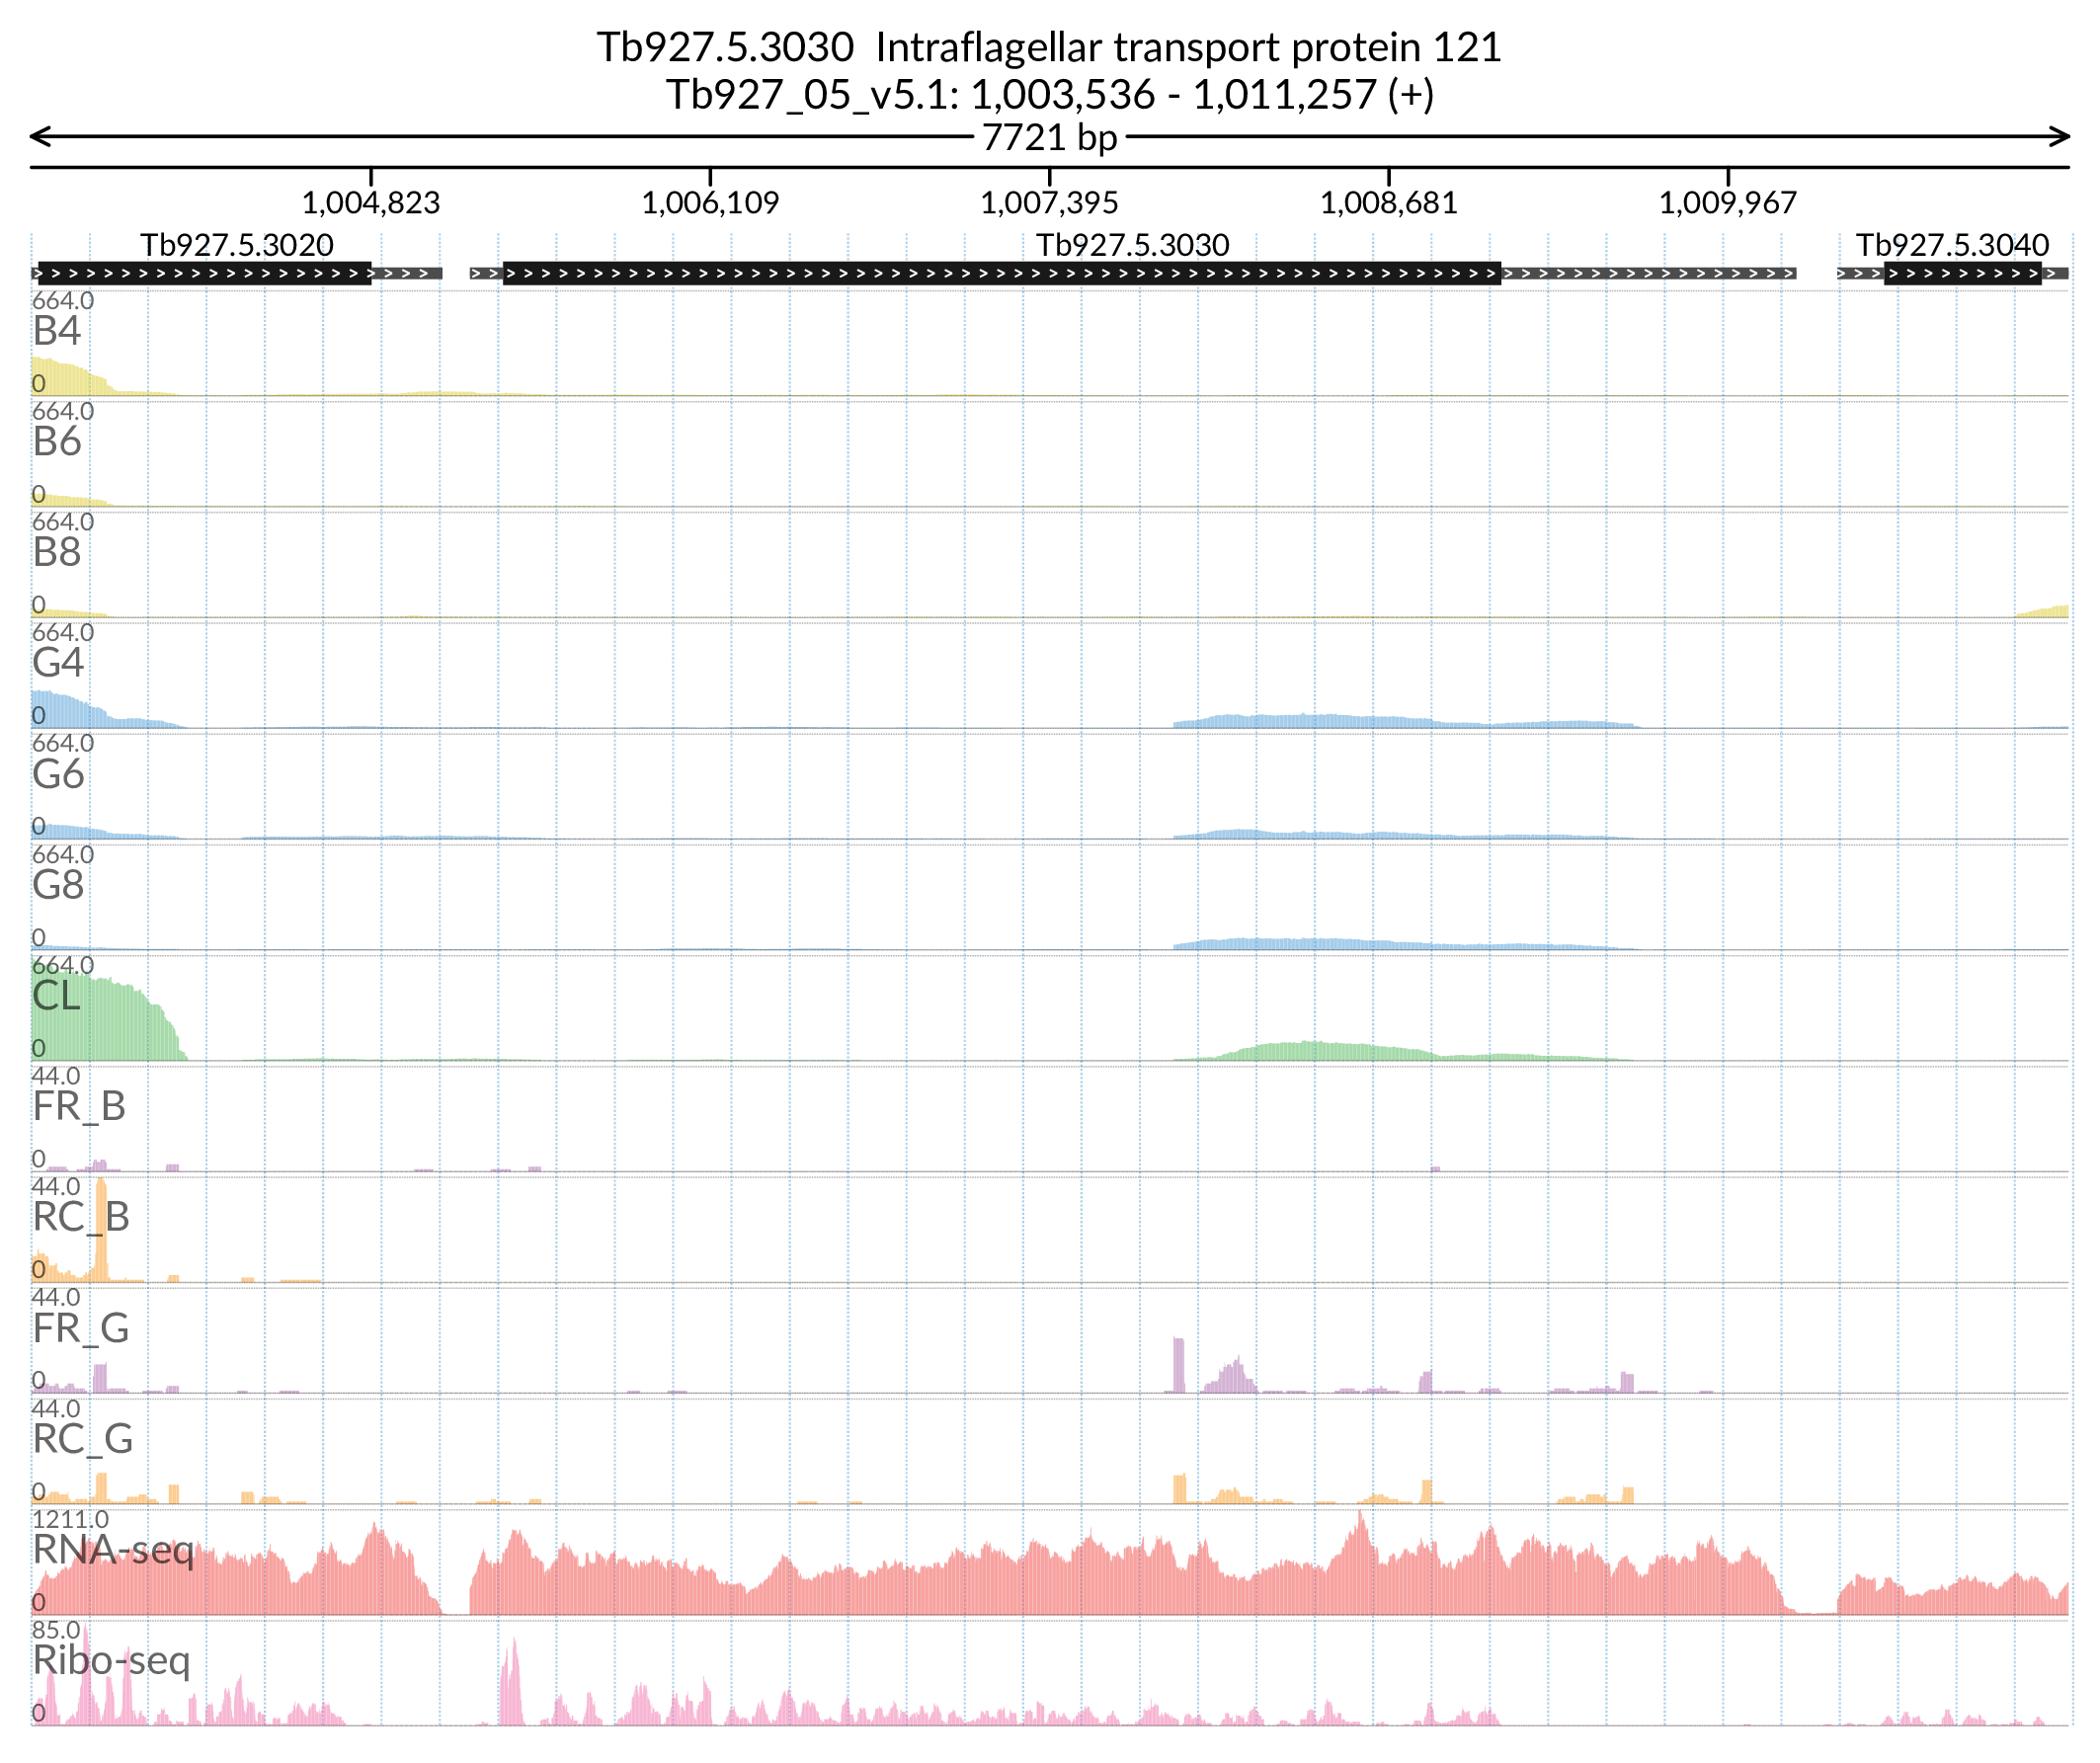 Tb927.5.3030  Intraflagellar transport protein 121
Tb927_05_v5.1: 1,003,536 - 1,011,257 (+)
7721 bp
1,004,823 1,006,109 1,007,395 1,008,681 1,009,967
Tb927.5.3020 Tb927.5.3030 Tb927.5.3040
664.0
B4
0
664.0
B6
0
664.0
B8
0
664.0
G4
0
664.0
G6
0
664.0
G8
0
664.0
CL
0
44.0
FR_B
0
44.0
RC_B
0
44.0
FR_G
0
44.0
RC_G
0
1211.0
RNA-seq
0
85.0
Ribo-seq
0